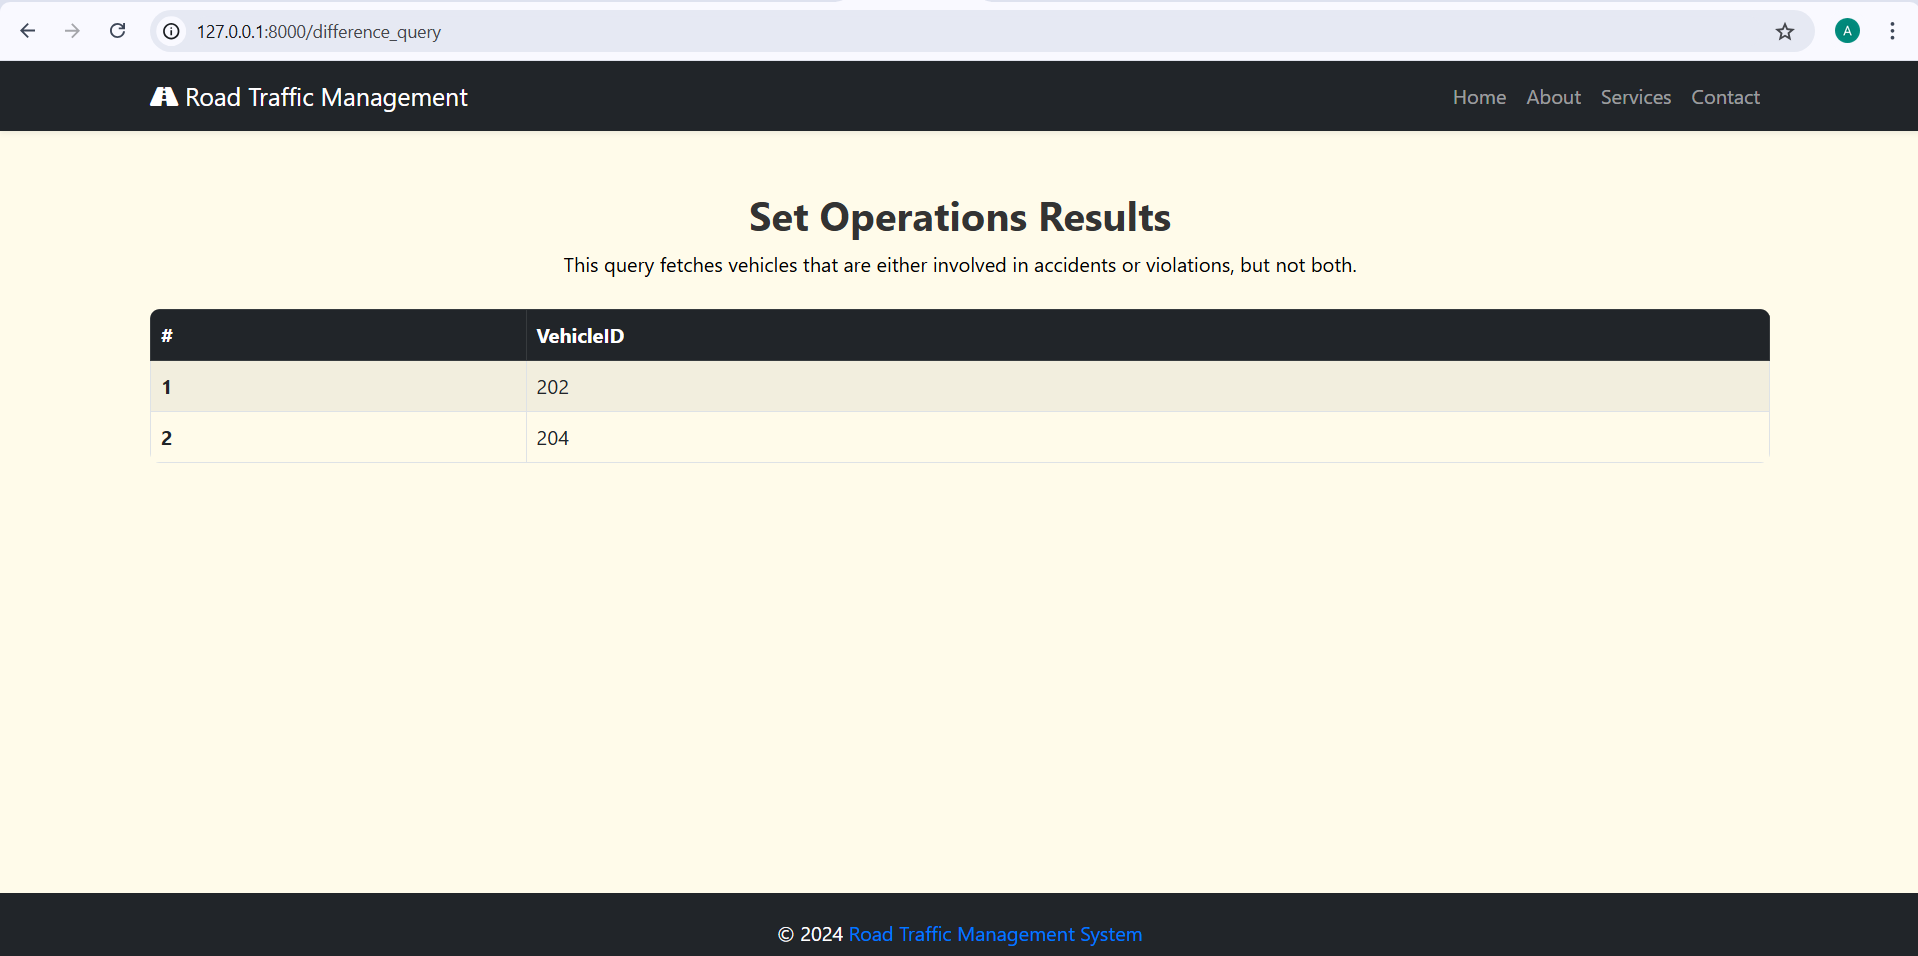 127.0.0.1:8000/difference_query
A
Road Traffic Management
Home About Services Contact
Set Operations Results
This query fetches vehicles that are either involved in accidents or violations, but not both.
# VehicleID
1 202
2 204
© 2024 Road Traffic Management System